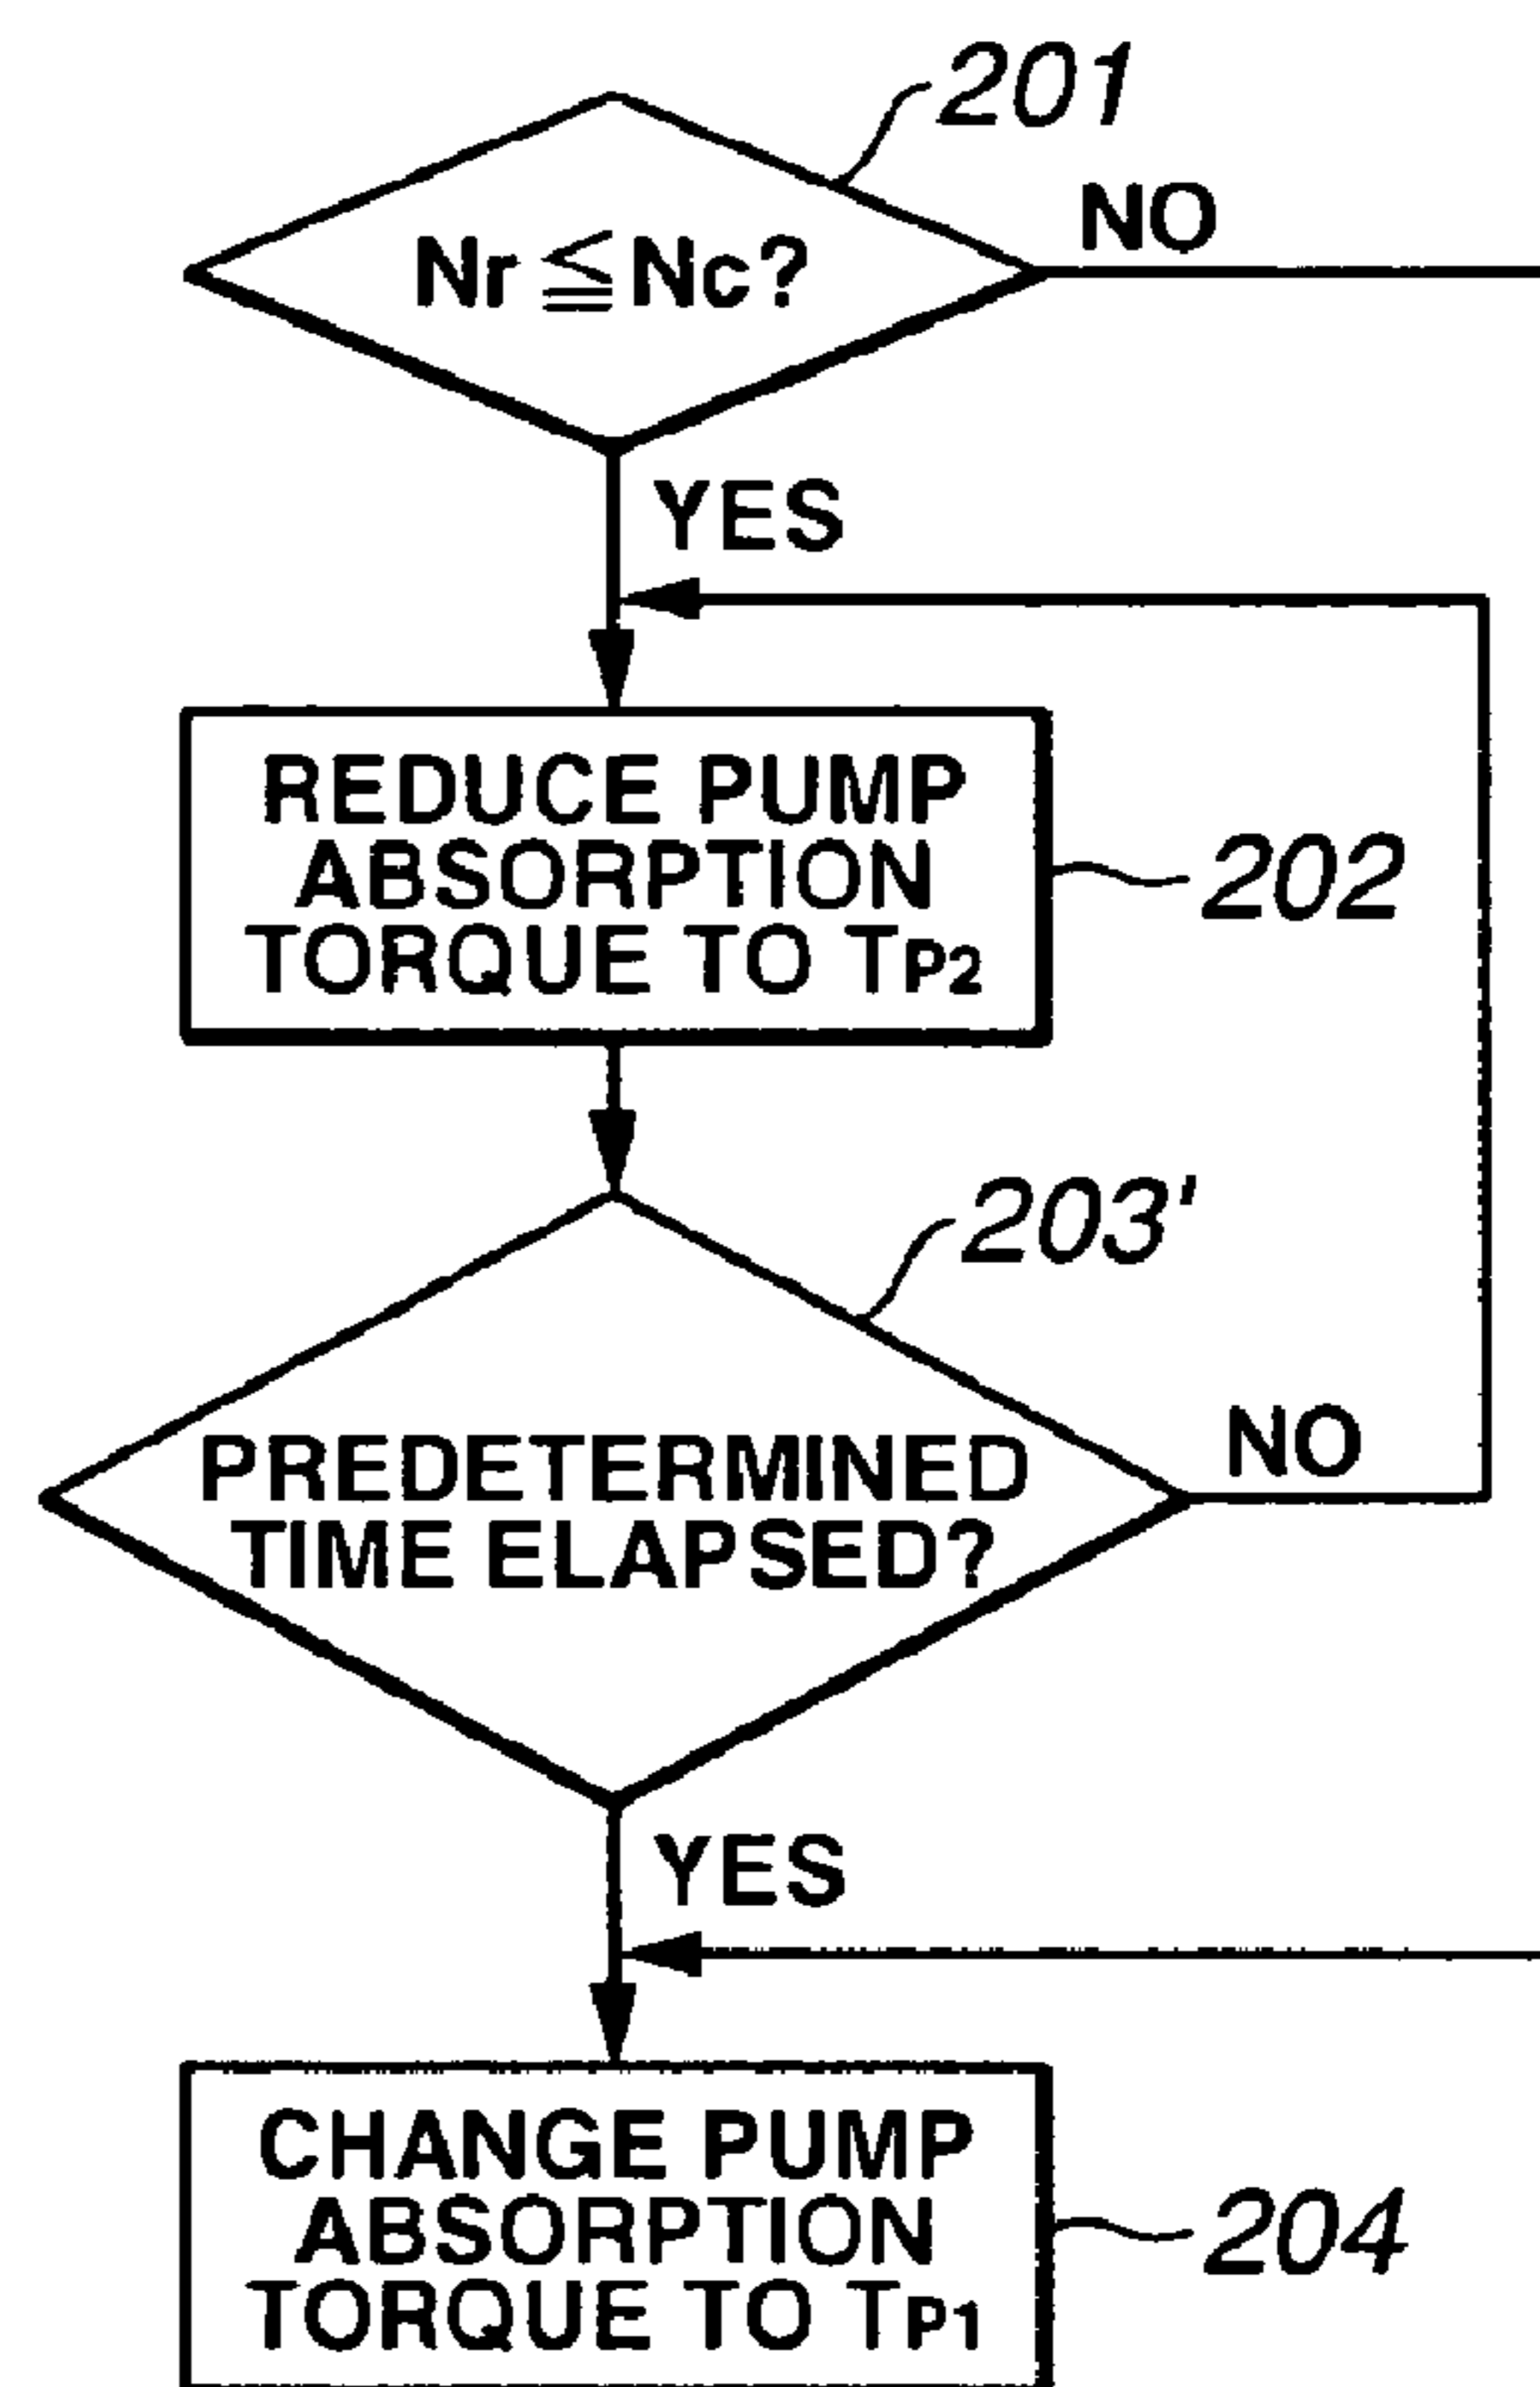 201
NO
Nr ≦ Nc?
YES
REDUCE PUMP
ABSORPTION
TORQUE TO TP2
202
203'
NO
PREDETERMINED
TIME ELAPSED?
YES
CHANGE PUMP
ABSORPTION
TORQUE TO TP1
204